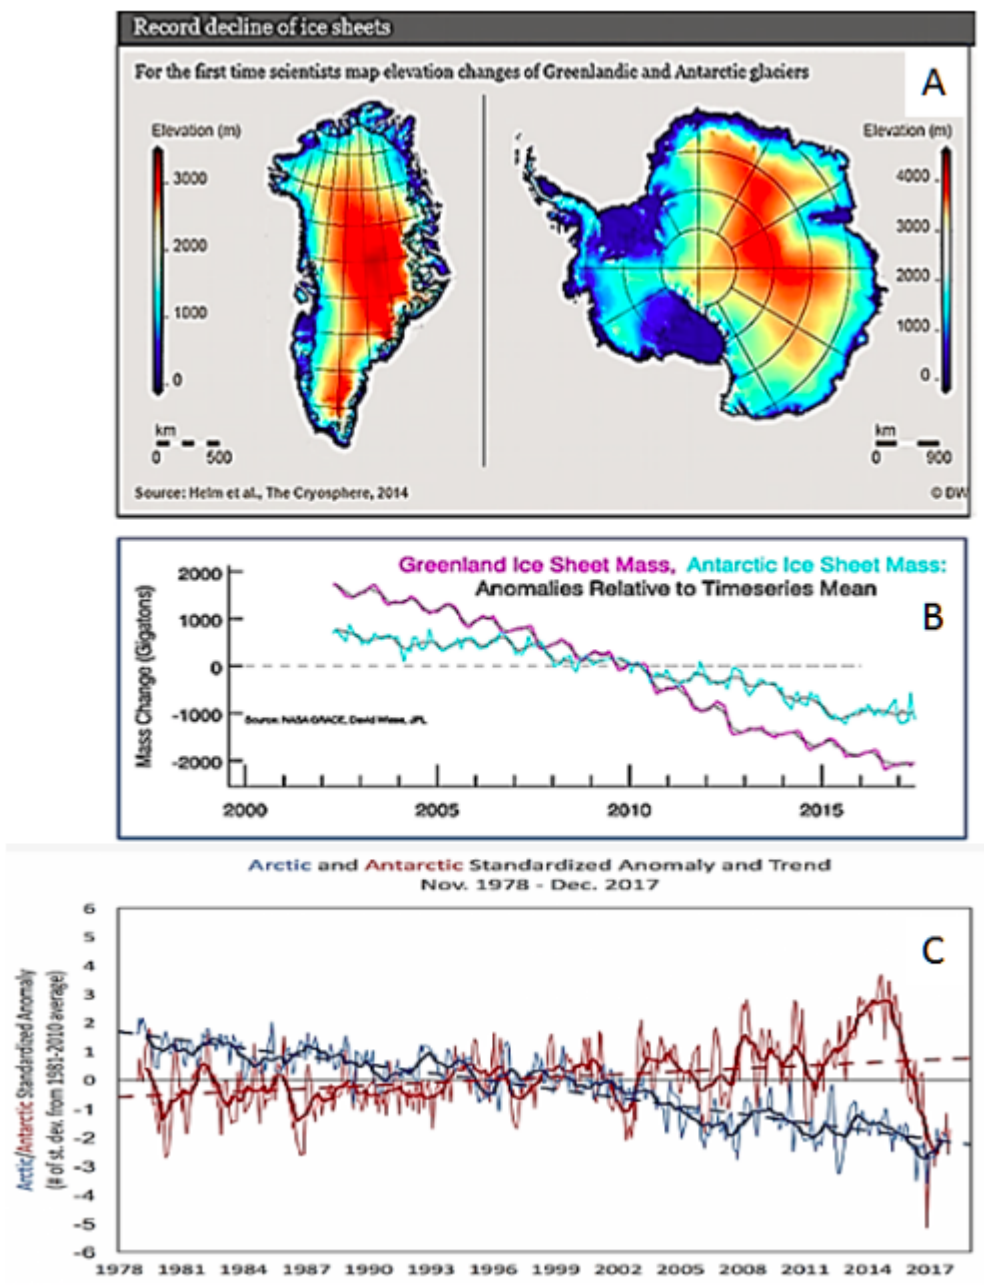 Record decline of ice sheets
For the first time scientists map elevation changes of Greenlandic and Antarctic glaciers
A
Elevation (m)
3000
2000
1000
0
km
0 500
Elevation (m)
4000
3000
2000
1000
0
km
0 900
Source: Helm et al., The Cryosphere, 2014
© DW
Greenland Ice Sheet Mass, Antarctic Ice Sheet Mass:
Anomalies Relative to Timeseries Mean
B
Mass Change (Gigatons)
2000
1000
0
-1000
-2000
Source: NASA GRACE, David Wiese, JPL
2000 2005 2010 2015
Arctic and Antarctic Standardized Anomaly and Trend
Nov. 1978 - Dec. 2017
C
Arctic/Antarctic Standardized Anomaly
(# of st. dev. from 1981-2010 average)
6
5
4
3
2
1
0
-1
-2
-3
-4
-5
-6
1978 1981 1984 1987 1990 1993 1996 1999 2002 2005 2008 2011 2014 2017